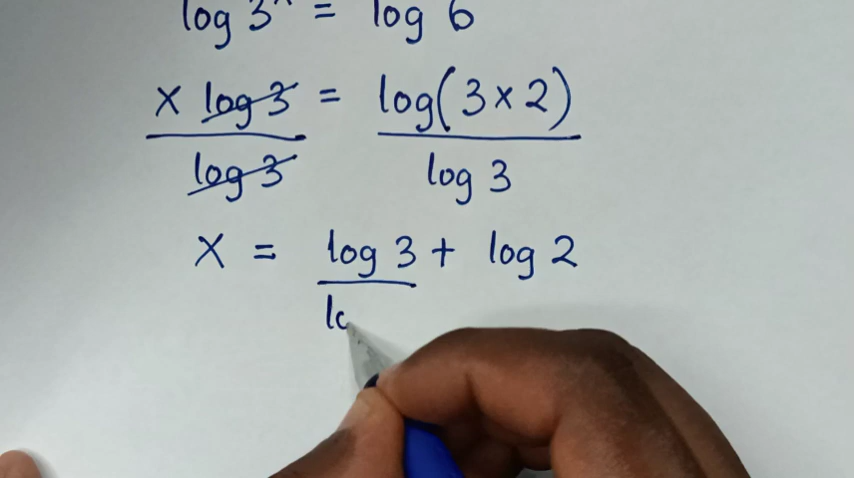 log 3ˣ = log 6
x log 3 = log(3 × 2)
log 3 log 3
x = log 3 + log 2
lo